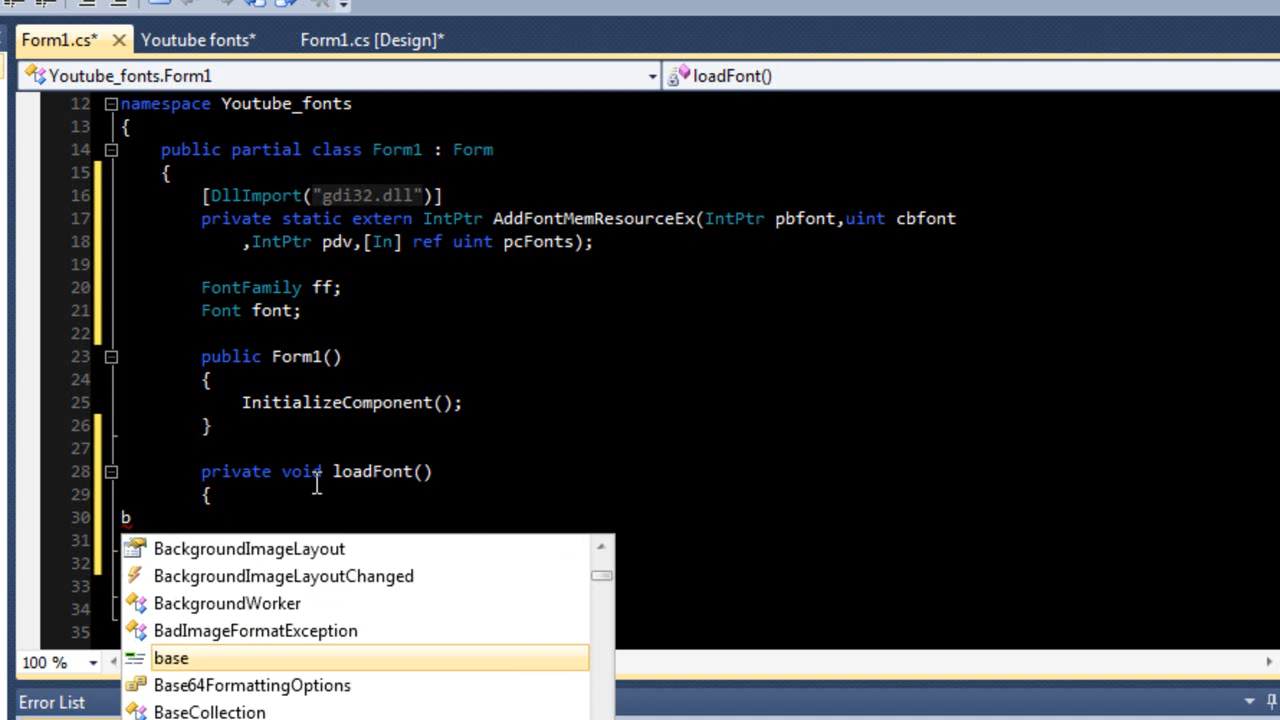 Form1.cs* Youtube fonts* Form1.cs [Design]*
Youtube_fonts.Form1 loadFont()
12 namespace Youtube_fonts
13 {
14 public partial class Form1 : Form
15 {
16 [DllImport("gdi32.dll")]
17 private static extern IntPtr AddFontMemResourceEx(IntPtr pbfont,uint cbfont
18 ,IntPtr pdv,[In] ref uint pcFonts);
19
20 FontFamily ff;
21 Font font;
22
23 public Form1()
24 {
25 InitializeComponent();
26 }
27
28 private void loadFont()
29 {
30 b
31 BackgroundImageLayout
32 BackgroundImageLayoutChanged
33 BackgroundWorker
34 BadImageFormatException
35 base
100 %
Base64FormattingOptions
Error List BaseCollection